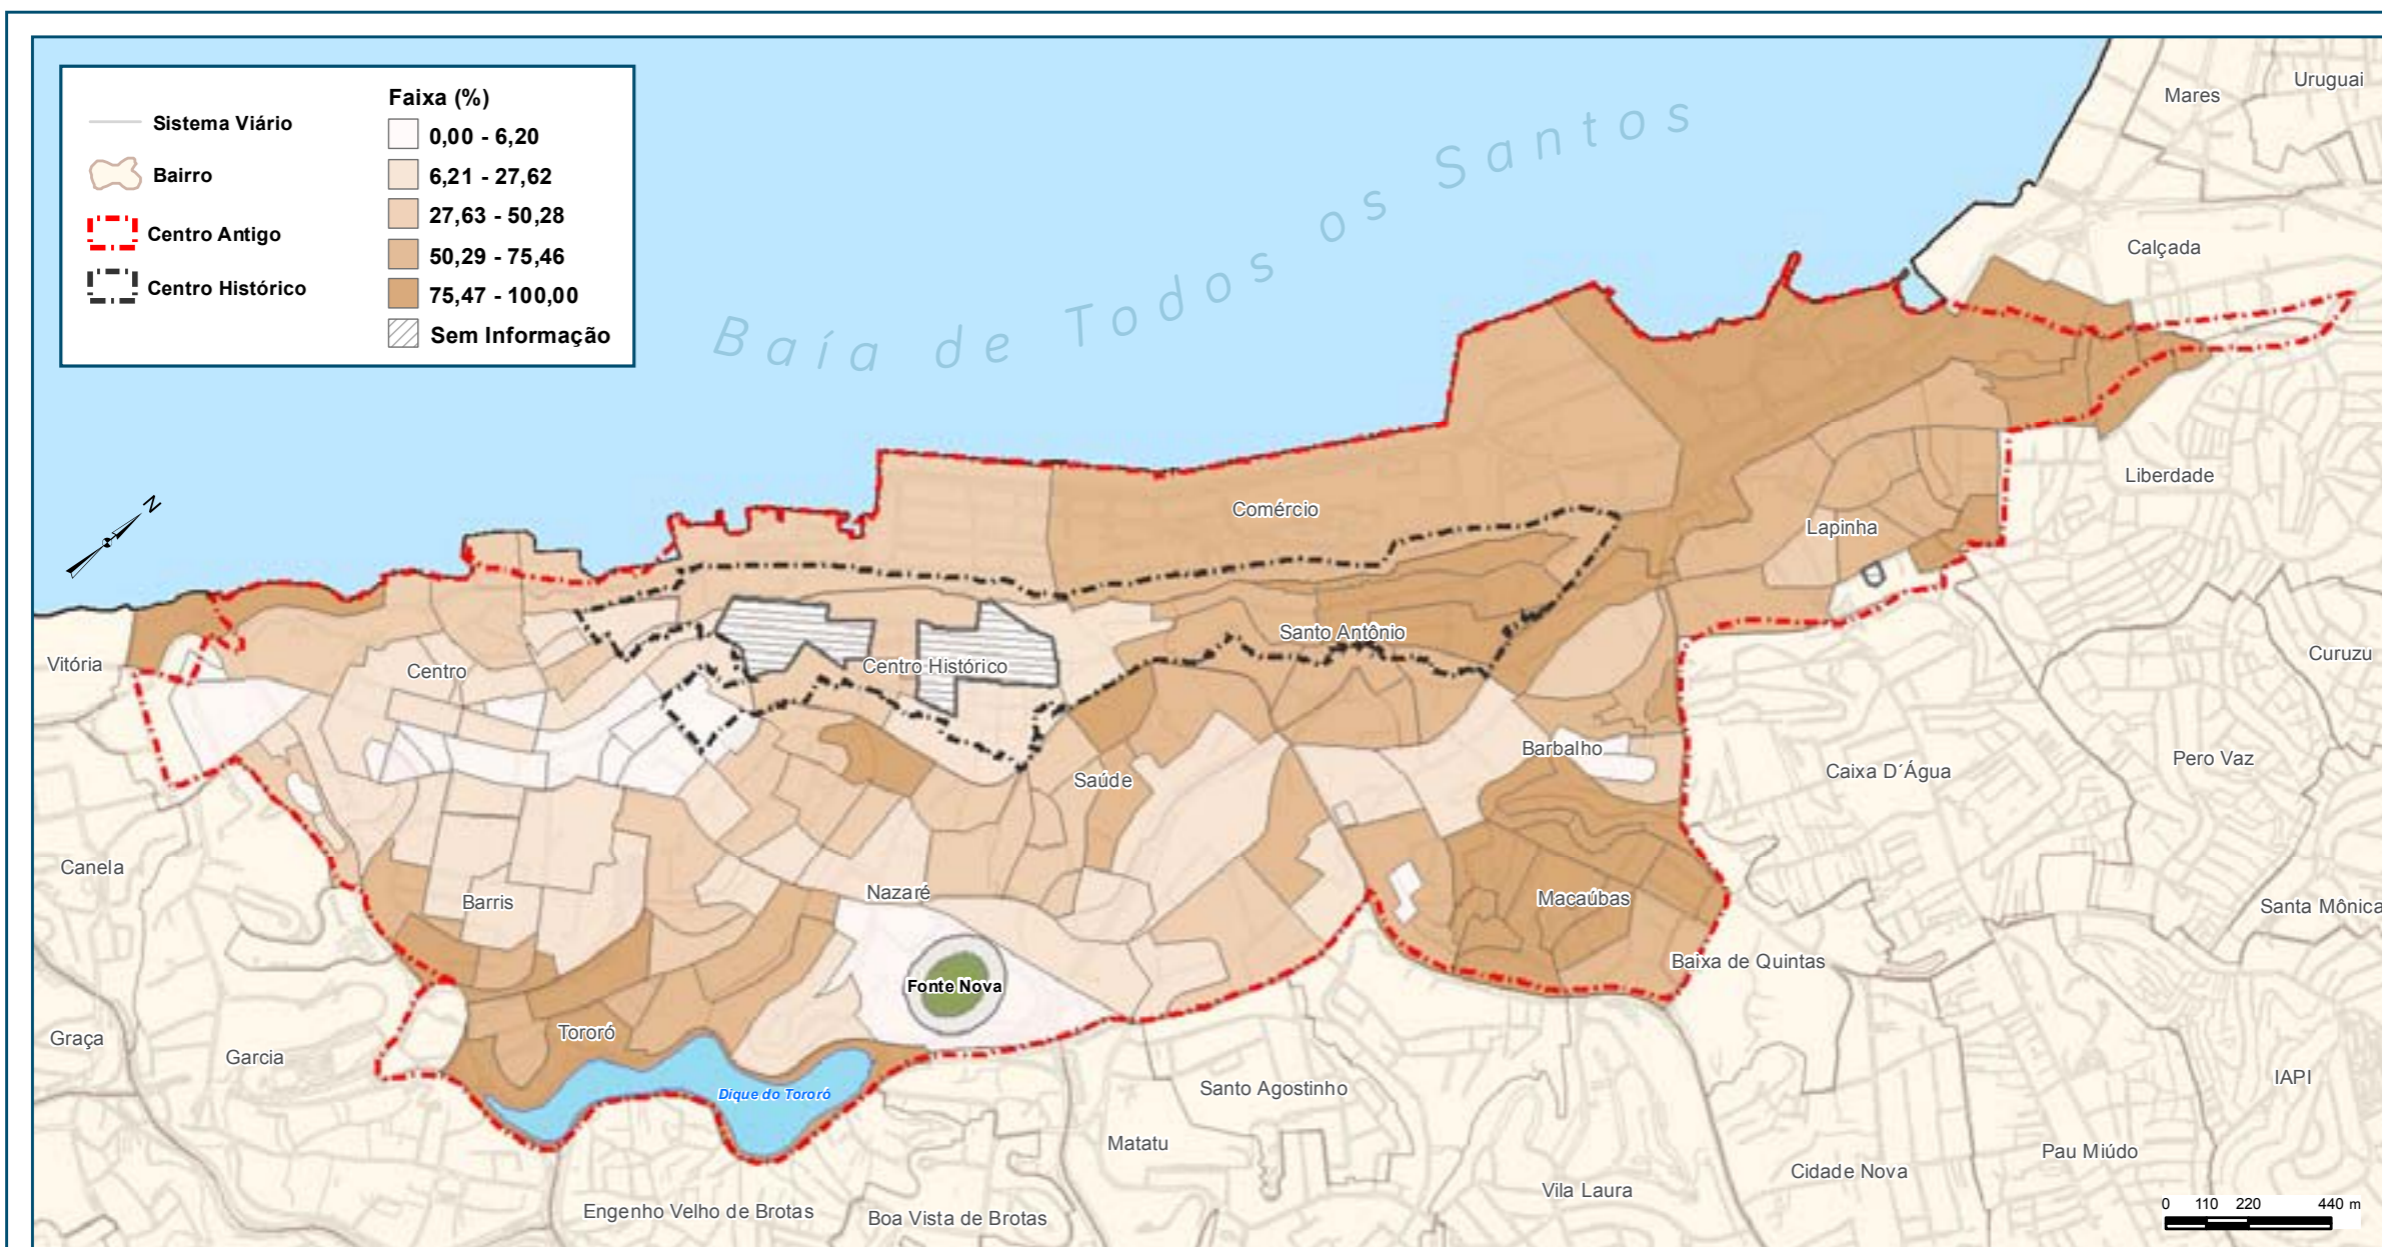 Faixa (%)
Sistema Viário
Bairro
Centro Antigo
Centro Histórico
0,00 - 6,20
6,21 - 27,62
27,63 - 50,28
50,29 - 75,46
75,47 - 100,00
Sem Informação
Baía de Todos os Santos
N
Uruguai
Mares
Calçada
Liberdade
Comércio
Lapinha
Santo Antônio
Vitória
Centro
Centro Histórico
Curuzu
Barbalho
Pero Vaz
Caixa D´Água
Saúde
Canela
Nazaré
Barris
Macaúbas
Santa Mônica
Baixa de Quintas
Fonte Nova
Tororó
Graça
Garcia
Dique do Tororó
Santo Agostinho
IAPI
Matatu
Pau Miúdo
Cidade Nova
Vila Laura
Engenho Velho de Brotas
Boa Vista de Brotas
0 110 220 440 m